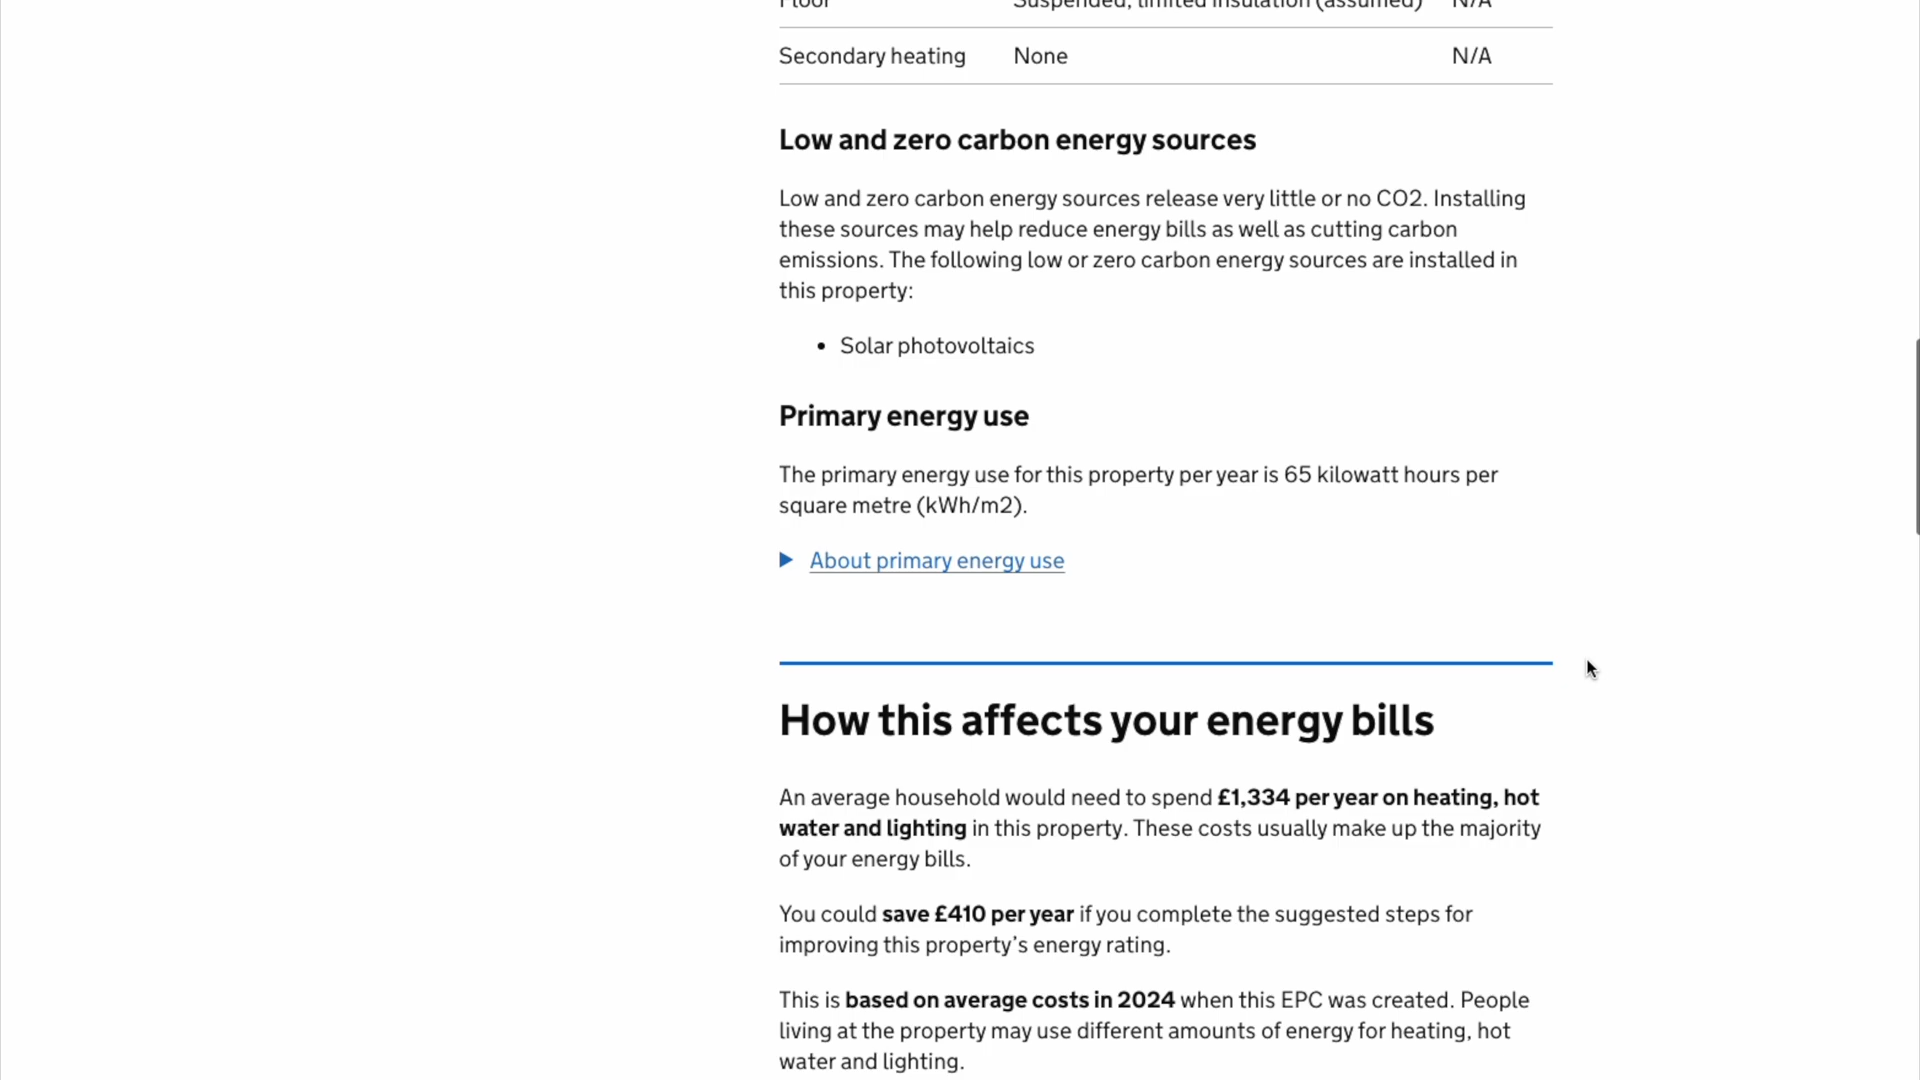 Floor Suspended, limited insulation (assumed) N/A
Secondary heating None N/A
Low and zero carbon energy sources
Low and zero carbon energy sources release very little or no CO2. Installing
these sources may help reduce energy bills as well as cutting carbon
emissions. The following low or zero carbon energy sources are installed in
this property:
• Solar photovoltaics
Primary energy use
The primary energy use for this property per year is 65 kilowatt hours per
square metre (kWh/m2).
About primary energy use
How this affects your energy bills
An average household would need to spend £1,334 per year on heating, hot
water and lighting in this property. These costs usually make up the majority
of your energy bills.
You could save £410 per year if you complete the suggested steps for
improving this property’s energy rating.
This is based on average costs in 2024 when this EPC was created. People
living at the property may use different amounts of energy for heating, hot
water and lighting.